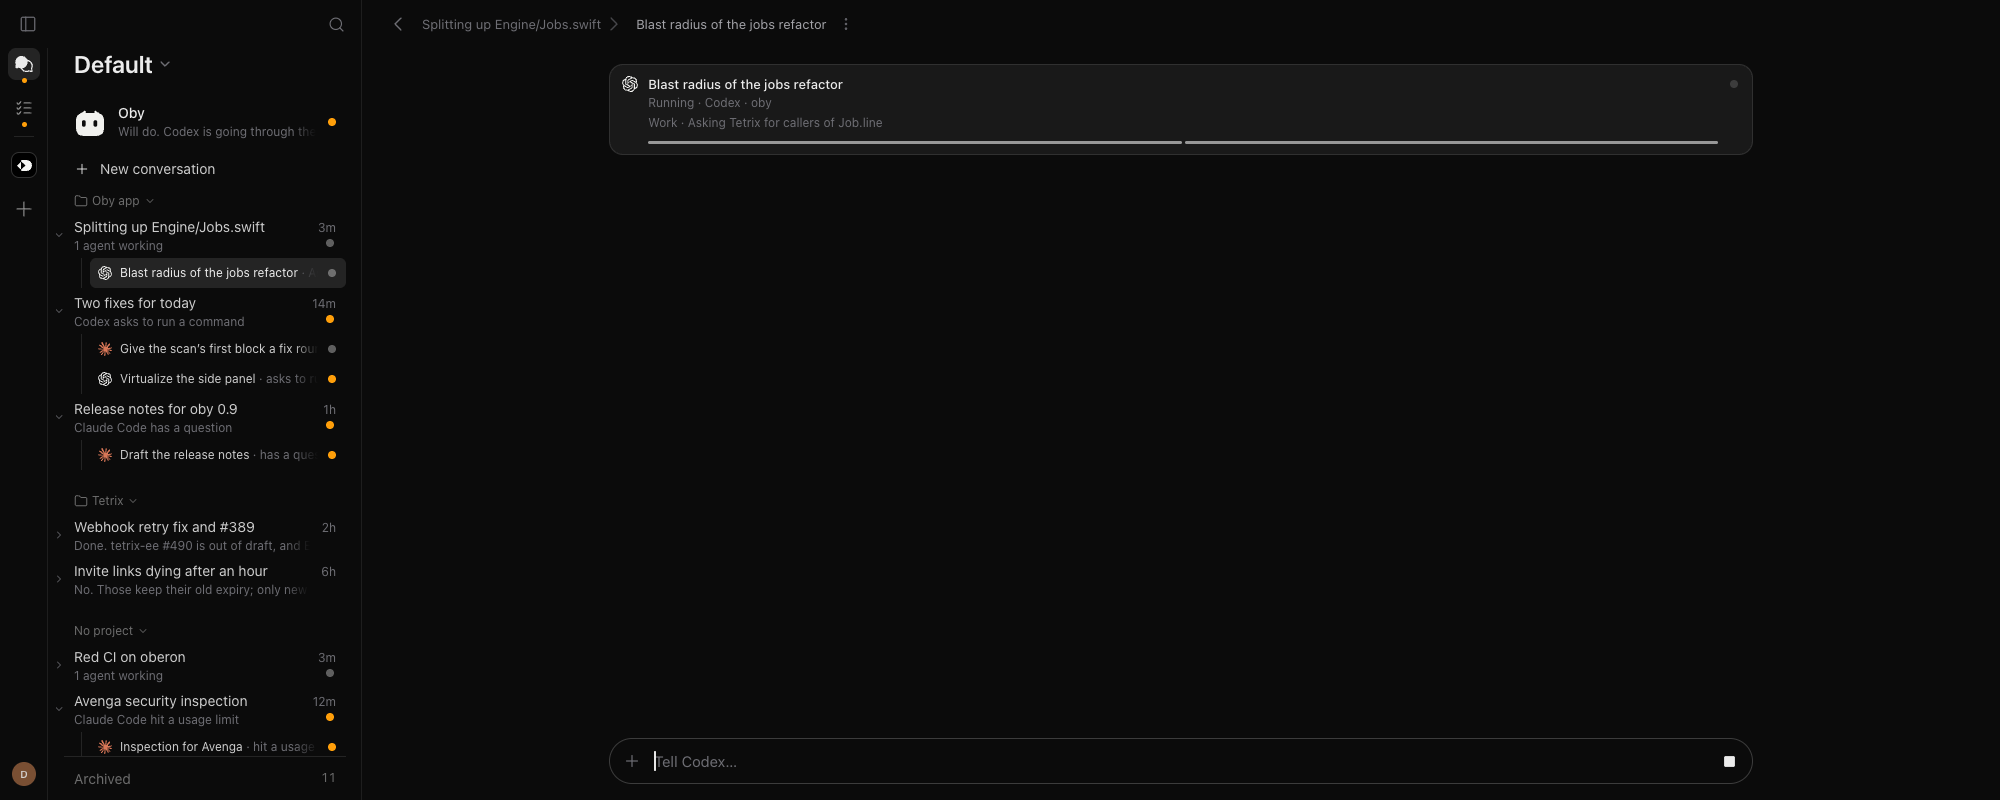 Splitting up Engine/Jobs.swift
Blast radius of the jobs refactor
Default
Oby
Will do. Codex is going through the
New conversation
Oby app
Splitting up Engine/Jobs.swift 3m
1 agent working
Blast radius of the jobs refactor ·
Two fixes for today 14m
Codex asks to run a command
Give the scan's first block a fix rou
Virtualize the side panel · asks to r
Release notes for oby 0.9 1h
Claude Code has a question
Draft the release notes · has a que
Tetrix
Webhook retry fix and #389 2h
Done. tetrix-ee #490 is out of draft, and
Invite links dying after an hour 6h
No. Those keep their old expiry; only new
No project
Red CI on oberon 3m
1 agent working
Avenga security inspection 12m
Claude Code hit a usage limit
Inspection for Avenga · hit a usage
Archived 11
D
Blast radius of the jobs refactor
Running · Codex · oby
Work · Asking Tetrix for callers of Job.line
Tell Codex...